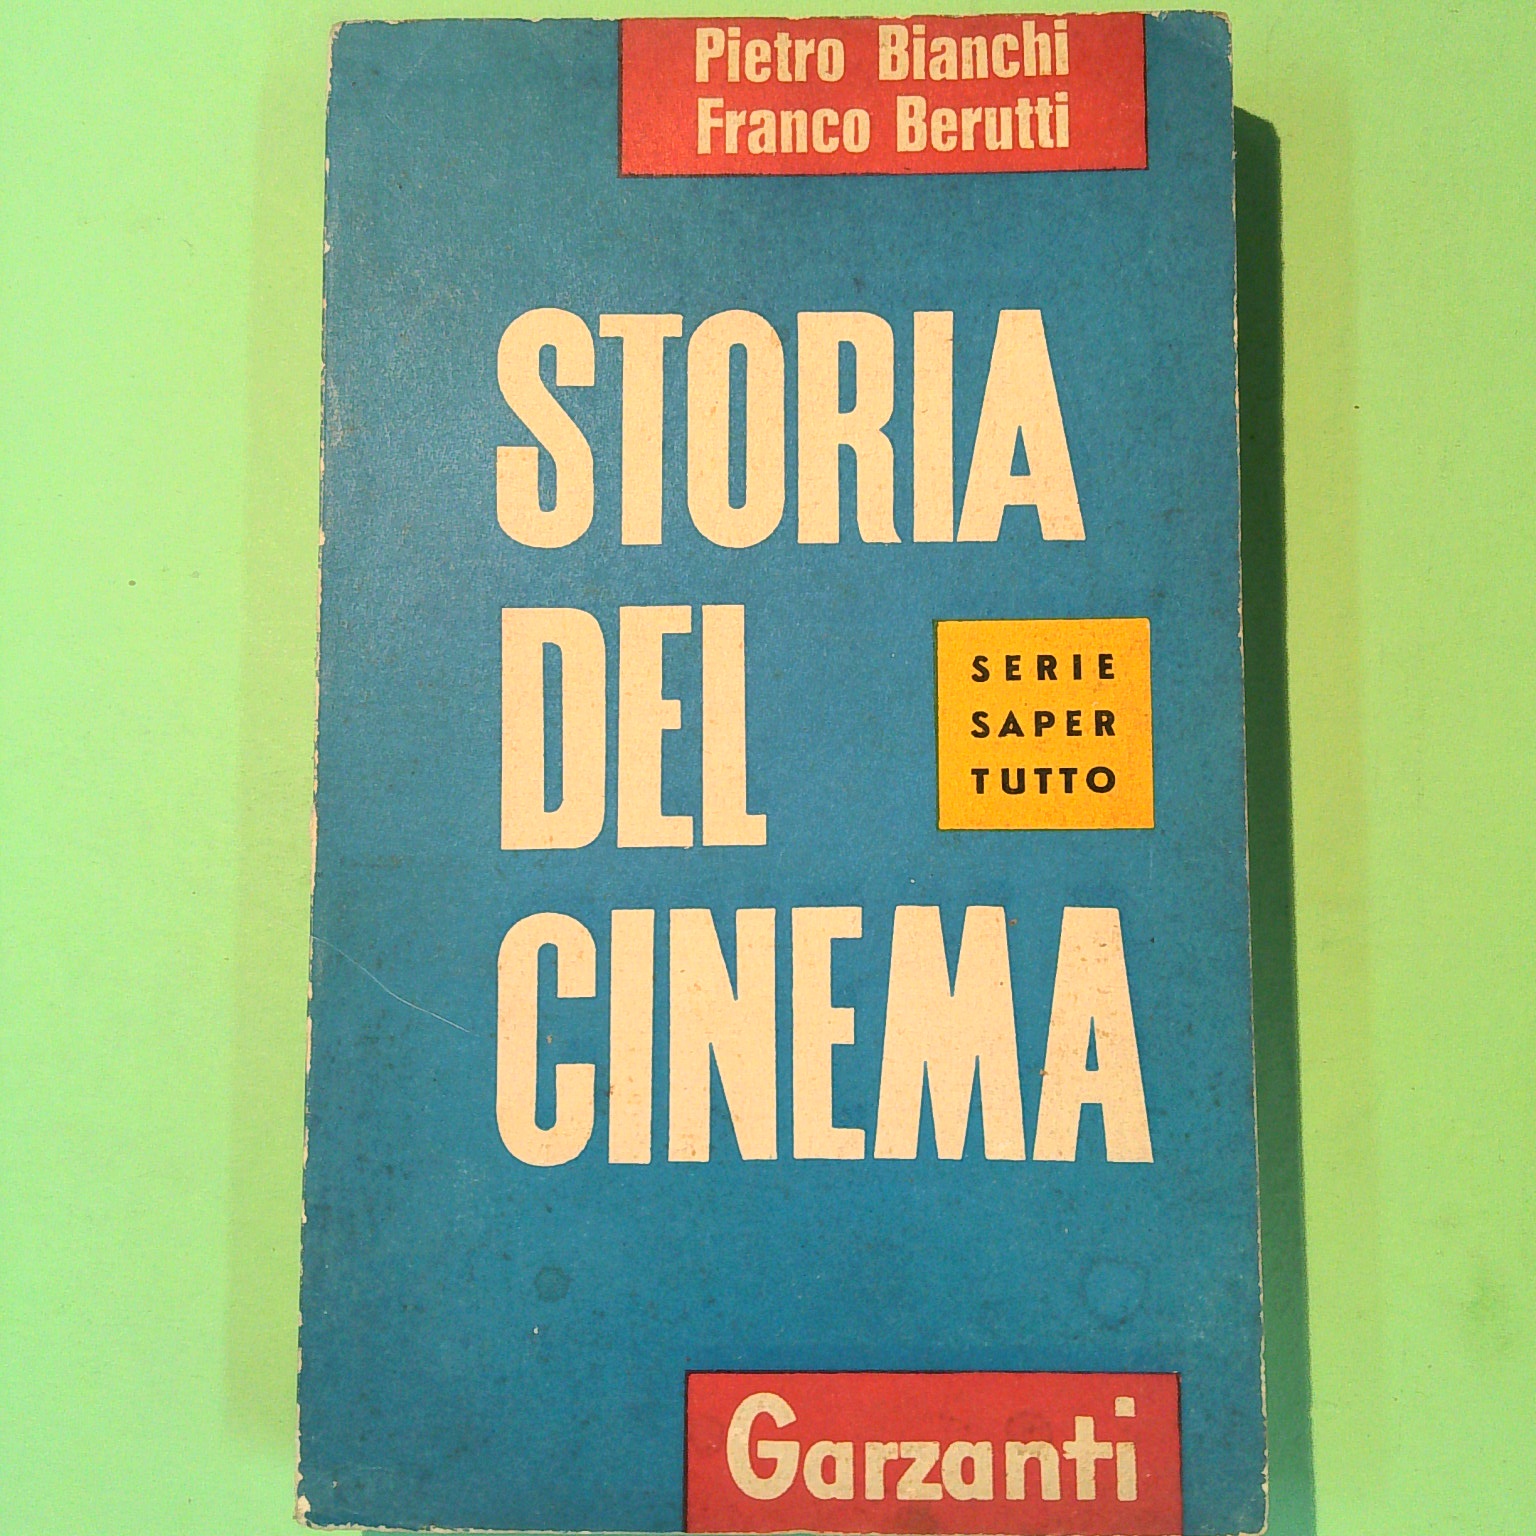 Pietro Bianchi
Franco Berutti
STORIA
DEL
SERIE
SAPER
TUTTO
CINEMA
Garzanti